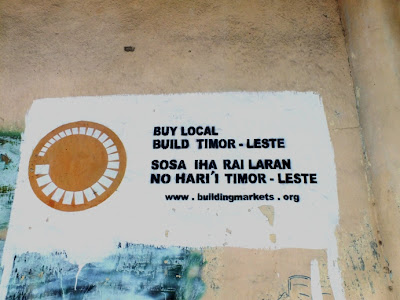 BUY LOCAL
BUILD TIMOR - LESTE
SOSA IHA RAI LARAN
NO HARI'I TIMOR - LESTE
www . buildingmarkets . org